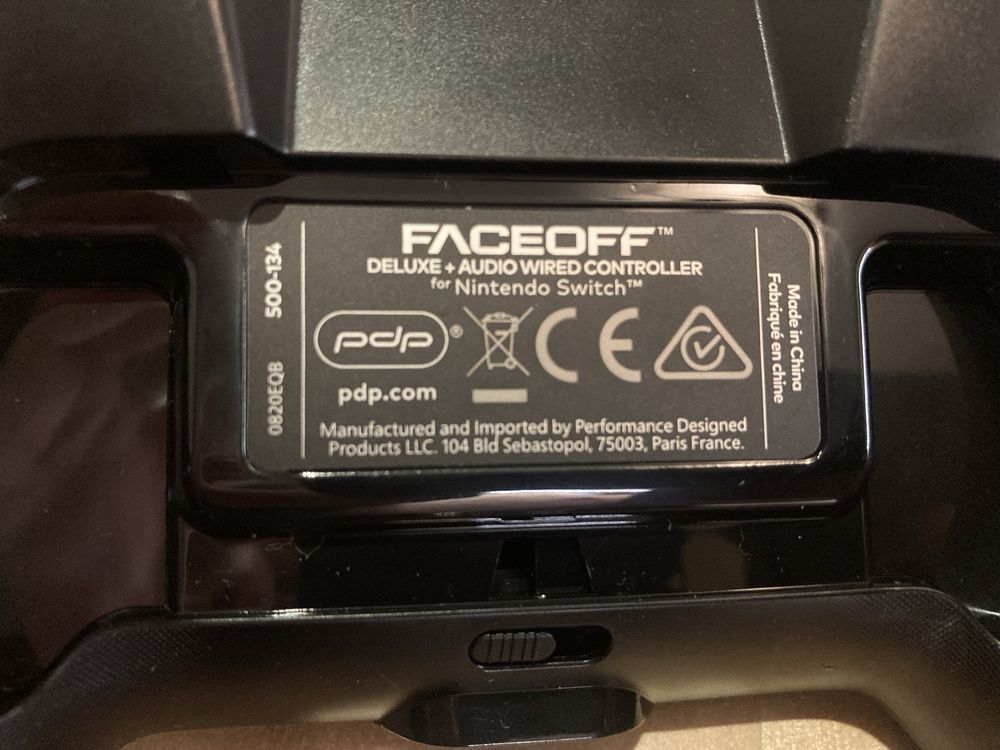 FACEOFF™
DELUXE + AUDIO WIRED CONTROLLER
for Nintendo Switch™
pdp®
pdp.com
CE
Manufactured and Imported by Performance Designed
Products LLC. 104 Bld Sebastopol, 75003, Paris France.
500-134
0820EQB
Made in China
Fabriqué en chine